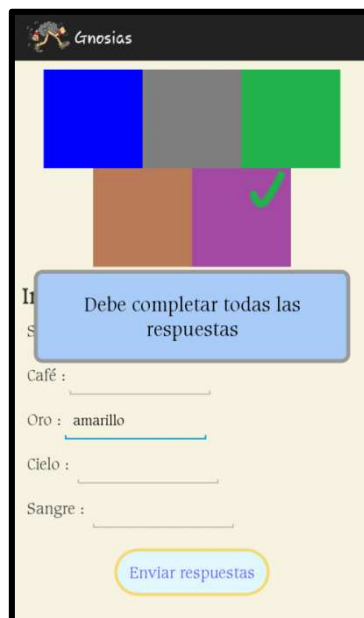 Gnosias
Debe completar todas las
respuestas
Café :
Oro : amarillo
Cielo :
Sangre :
Enviar respuestas